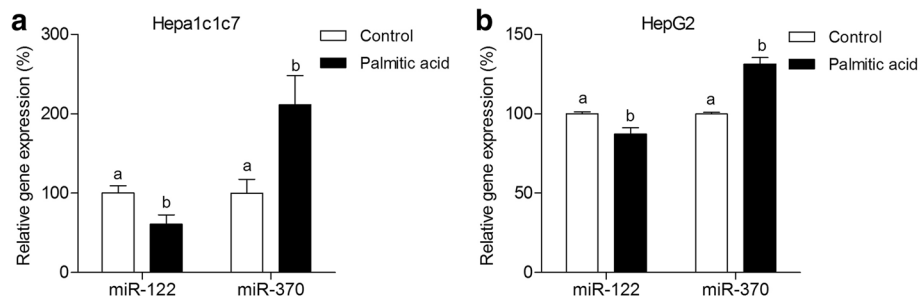 a
Hepa1c1c7
Relative gene expression (%)
300
200
100
0
a
b
a
b
miR-122
miR-370
Control
Palmitic acid
b
HepG2
Relative gene expression (%)
150
100
50
0
a
b
a
b
miR-122
miR-370
Control
Palmitic acid